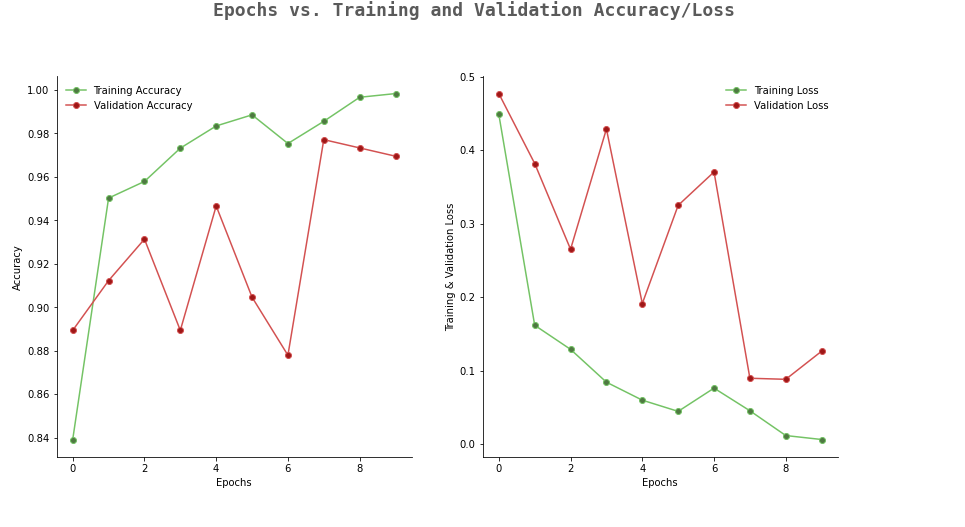 Epochs vs. Training and Validation Accuracy/Loss
Training Accuracy
Validation Accuracy
1.00
0.98
0.96
0.94
0.92
0.90
0.88
0.86
0.84
Accuracy
0 2 4 6 8
Epochs
Training Loss
Validation Loss
0.5
0.4
0.3
0.2
0.1
0.0
Training & Validation Loss
0 2 4 6 8
Epochs